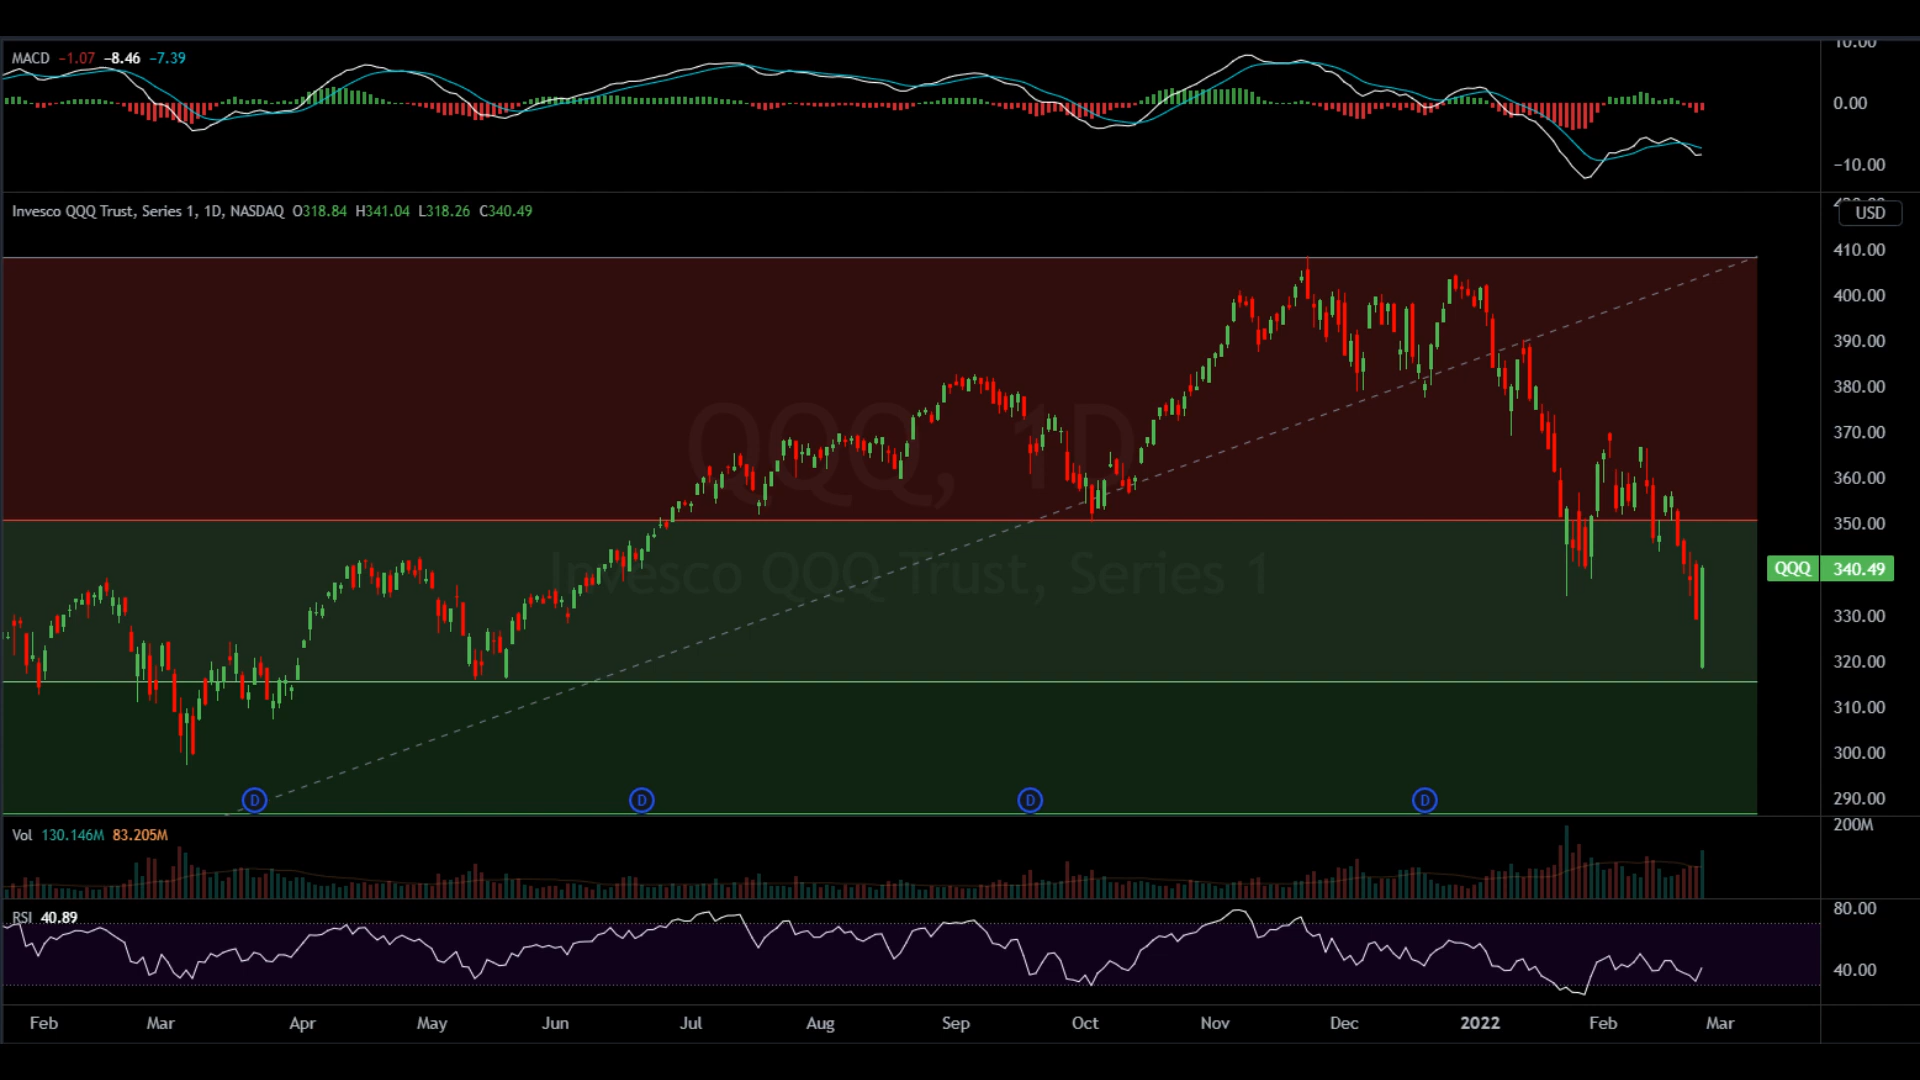 MACD −1.07 −8.46 −7.39
10.00
0.00
−10.00
Invesco QQQ Trust, Series 1, 1D, NASDAQ O318.84 H341.04 L318.26 C340.49
USD
410.00
400.00
390.00
380.00
370.00
360.00
350.00
QQQ, 1D
Invesco QQQ Trust, Series 1
QQQ 340.49
330.00
320.00
310.00
300.00
290.00
D D D D
Vol 130.146M 83.205M
200M
RSI 40.89
80.00
40.00
Feb Mar Apr May Jun Jul Aug Sep Oct Nov Dec 2022 Feb Mar